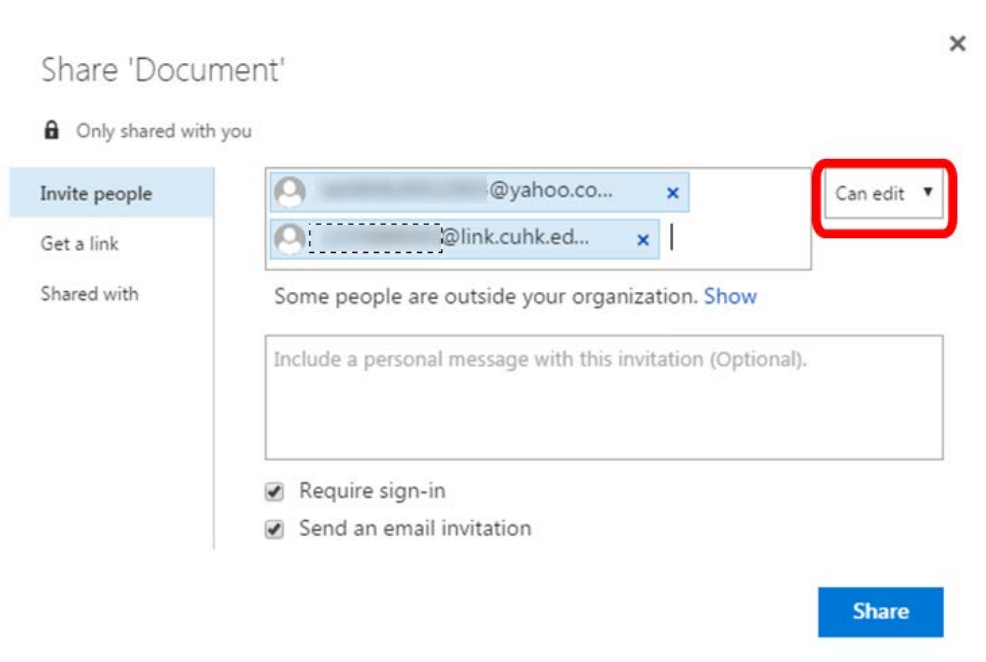 Share 'Document'
Only shared with you
Invite people
Get a link
Shared with
@yahoo.co...
Can edit
@link.cuhk.ed...
Some people are outside your organization. Show
Include a personal message with this invitation (Optional).
Require sign-in
Send an email invitation
Share